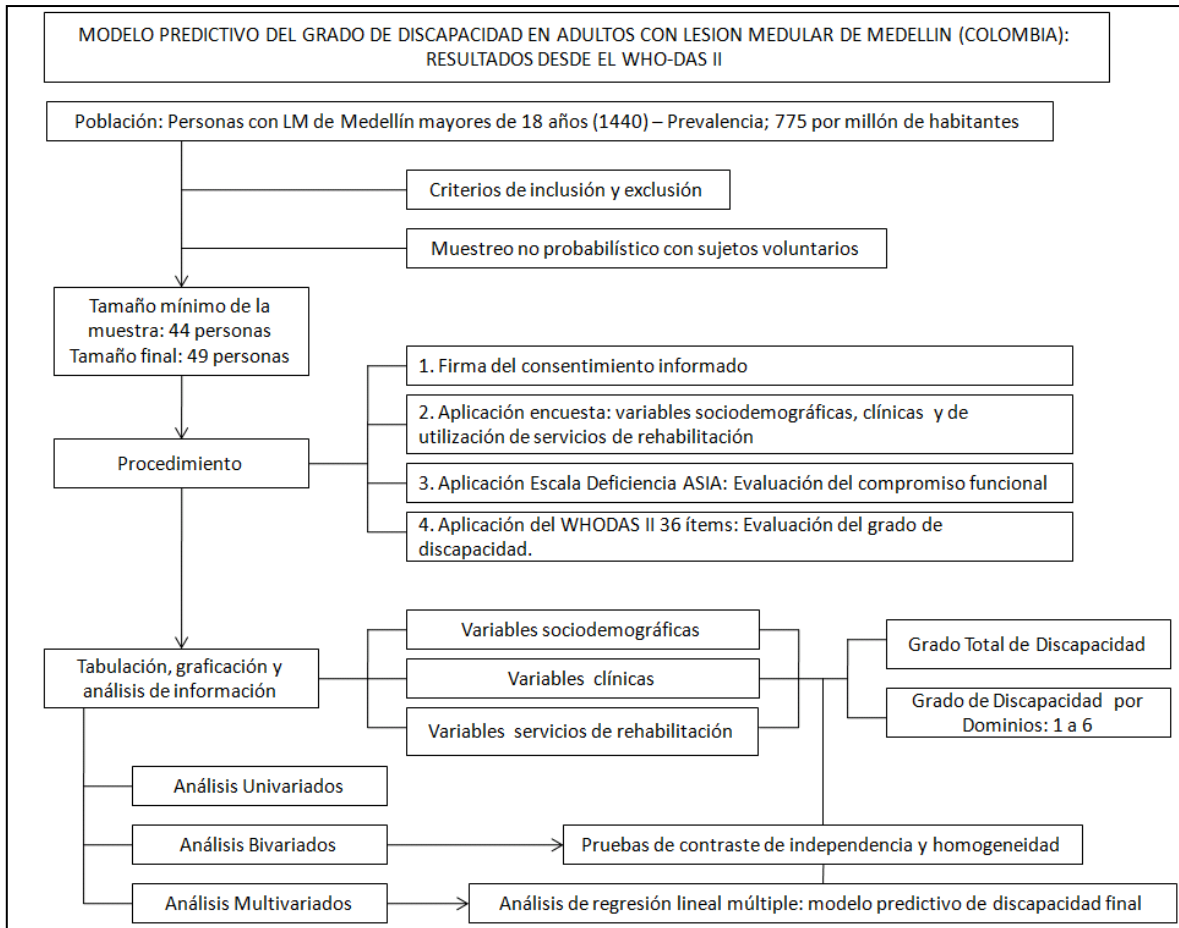 MODELO PREDICTIVO DEL GRADO DE DISCAPACIDAD EN ADULTOS CON LESION MEDULAR DE MEDELLIN (COLOMBIA):
RESULTADOS DESDE EL WHO-DAS II
Población: Personas con LM de Medellín mayores de 18 años (1440) – Prevalencia; 775 por millón de habitantes
Criterios de inclusión y exclusión
Muestreo no probabilístico con sujetos voluntarios
Tamaño mínimo de la
muestra: 44 personas
Tamaño final: 49 personas
Procedimiento
1. Firma del consentimiento informado
2. Aplicación encuesta: variables sociodemográficas, clínicas y de
utilización de servicios de rehabilitación
3. Aplicación Escala Deficiencia ASIA: Evaluación del compromiso funcional
4. Aplicación del WHODAS II 36 ítems: Evaluación del grado de
discapacidad.
Tabulación, graficación y
análisis de información
Variables sociodemográficas
Variables clínicas
Variables servicios de rehabilitación
Grado Total de Discapacidad
Grado de Discapacidad por
Dominios: 1 a 6
Análisis Univariados
Análisis Bivariados
Pruebas de contraste de independencia y homogeneidad
Análisis Multivariados
Análisis de regresión lineal múltiple: modelo predictivo de discapacidad final